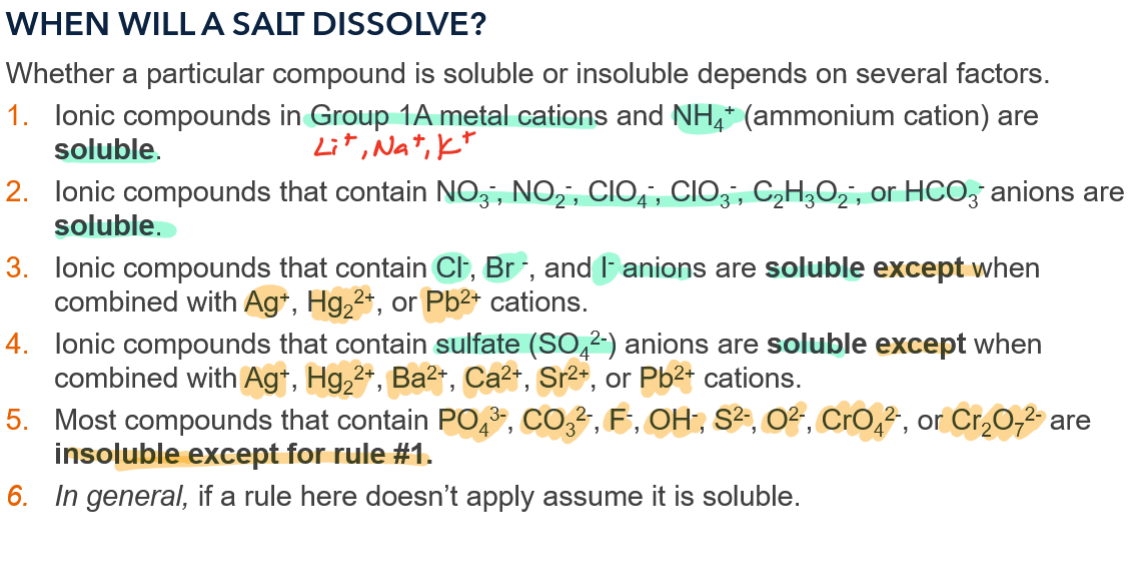 WHEN WILL A SALT DISSOLVE?
Whether a particular compound is soluble or insoluble depends on several factors.
1. Ionic compounds in Group 1A metal cations and NH₄⁺ (ammonium cation) are
soluble.
Li⁺, Na⁺, K⁺
2. Ionic compounds that contain NO₃⁻, NO₂⁻, ClO₄⁻, ClO₃⁻, C₂H₃O₂⁻, or HCO₃⁻ anions are
soluble.
3. Ionic compounds that contain Cl⁻, Br⁻, and I⁻ anions are soluble except when
combined with Ag⁺, Hg₂²⁺, or Pb²⁺ cations.
4. Ionic compounds that contain sulfate (SO₄²⁻) anions are soluble except when
combined with Ag⁺, Hg₂²⁺, Ba²⁺, Ca²⁺, Sr²⁺, or Pb²⁺ cations.
5. Most compounds that contain PO₄³⁻, CO₃²⁻, F⁻, OH⁻, S²⁻, O²⁻, CrO₄²⁻, or Cr₂O₇²⁻ are
insoluble except for rule #1.
6. In general, if a rule here doesn’t apply assume it is soluble.